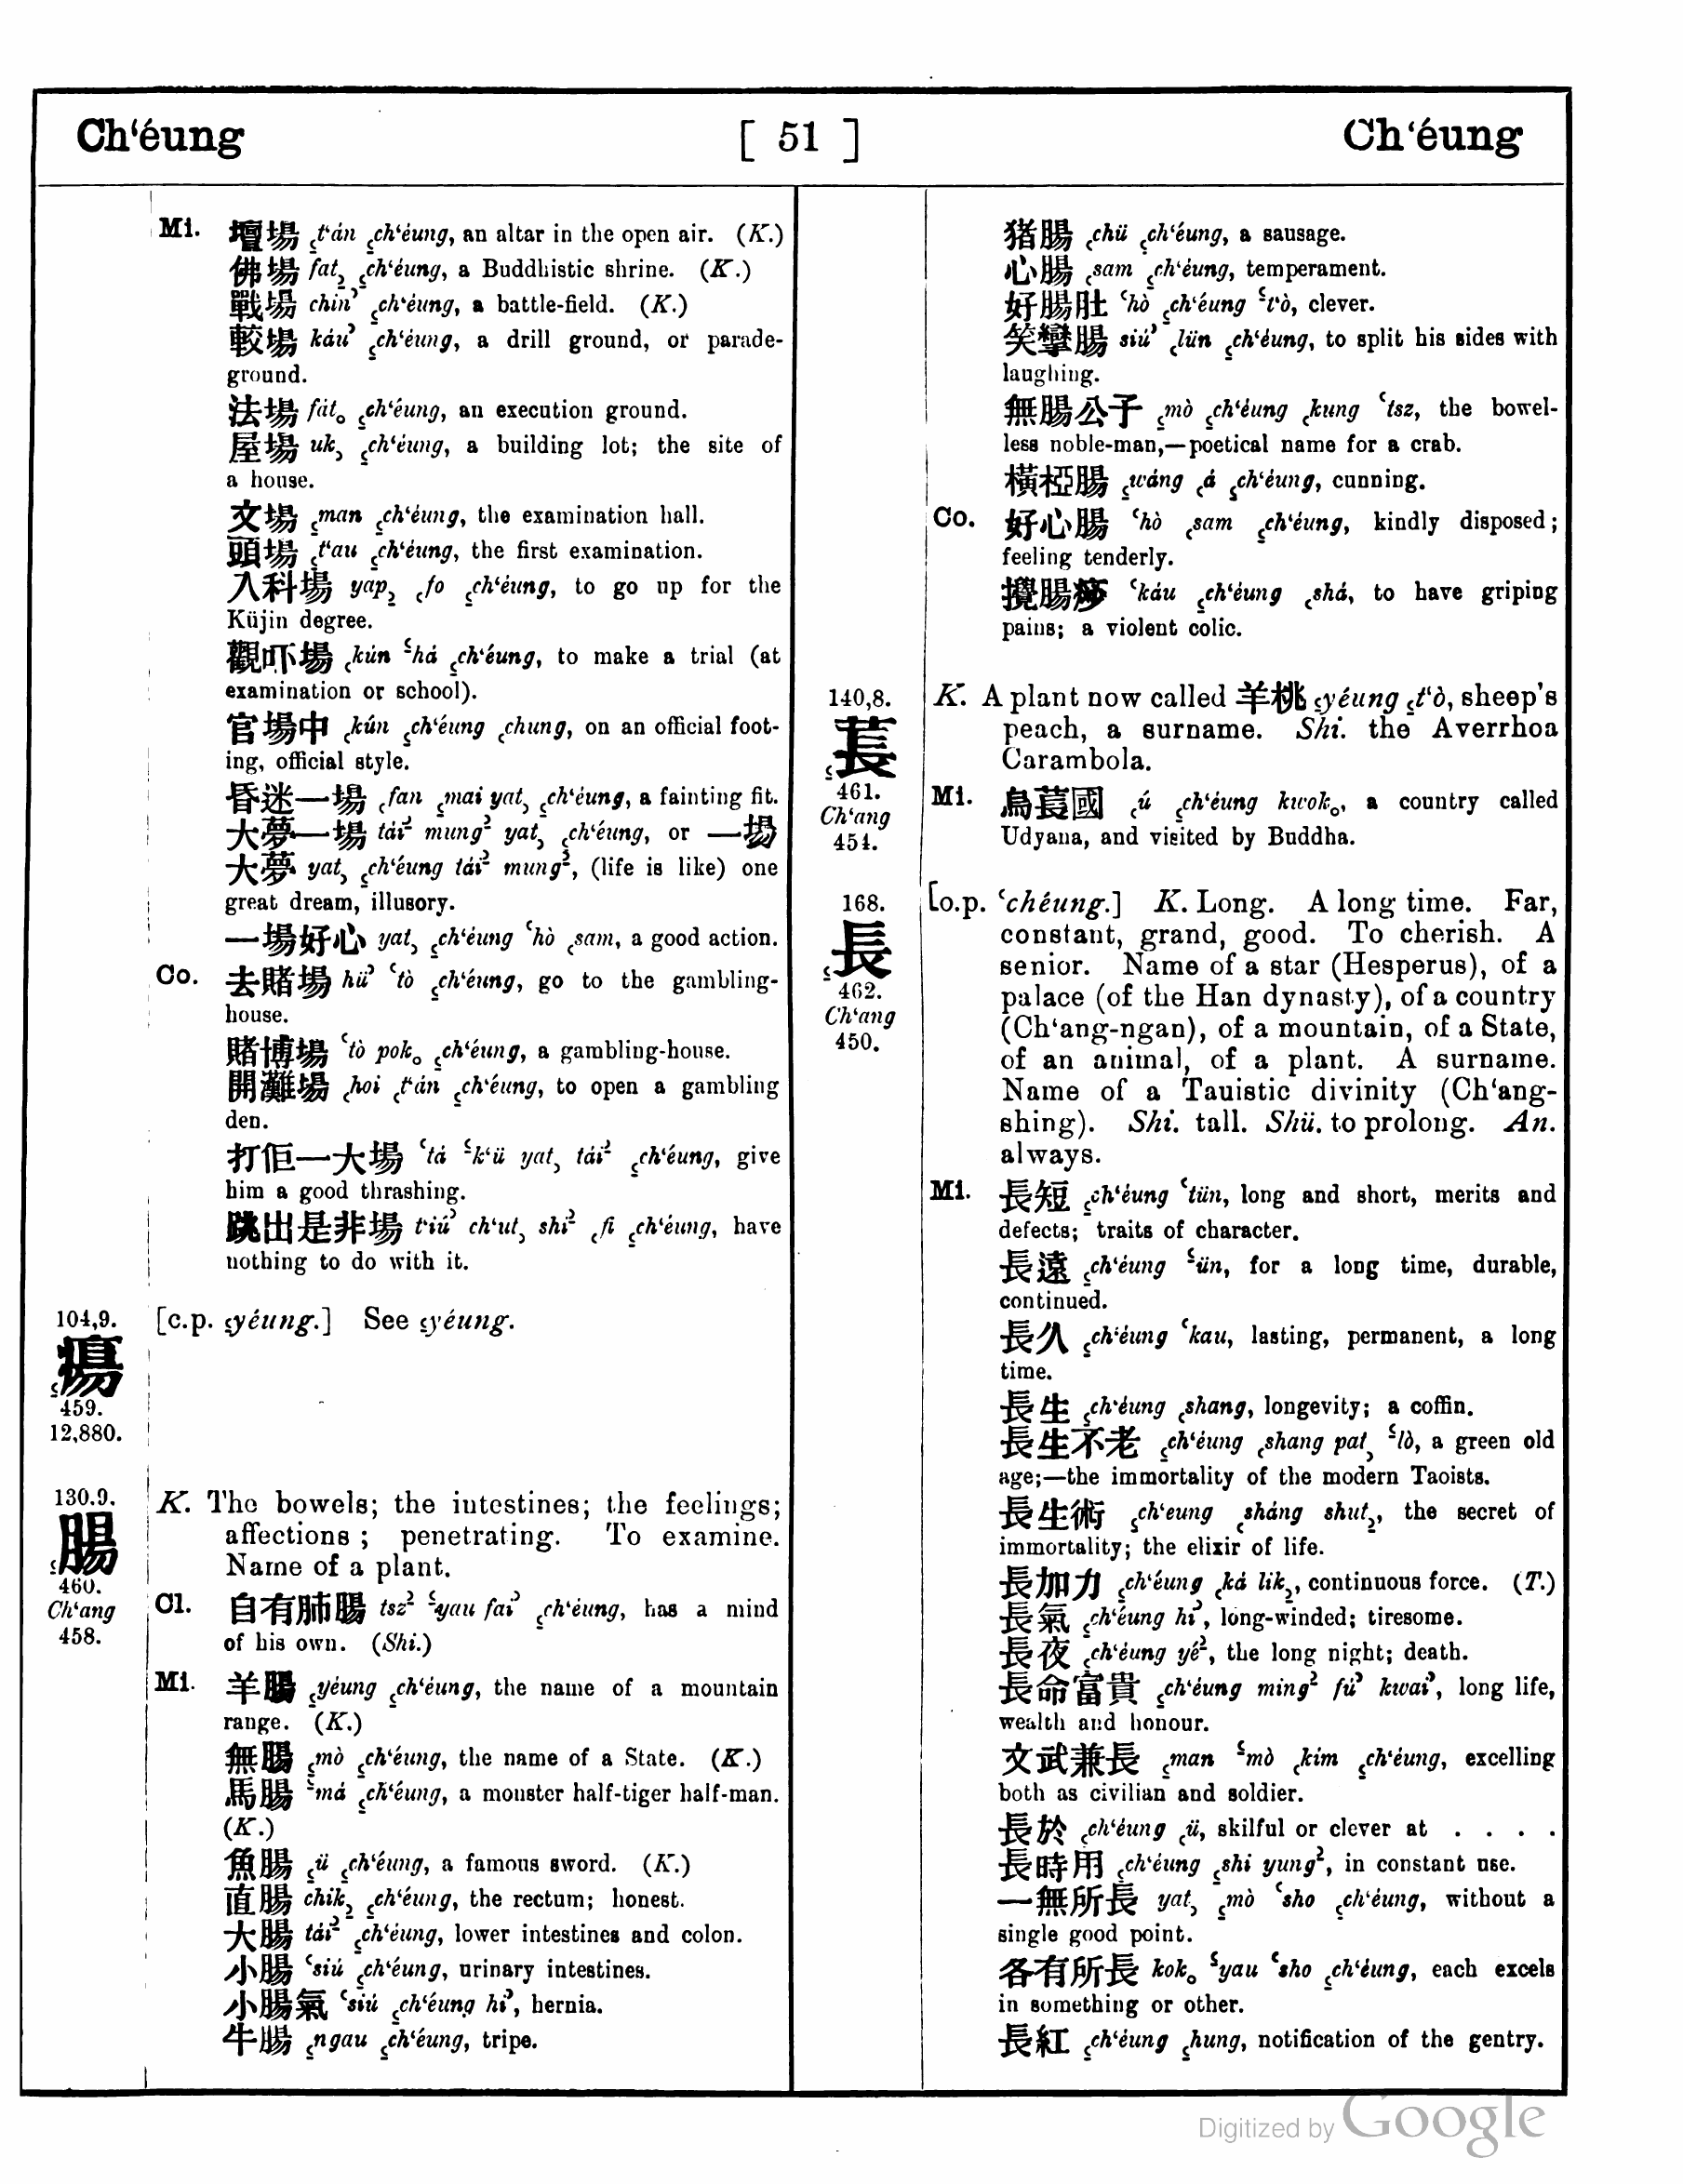 Ch‘éung [ 51 ] Ch‘éung
Mi. 壇場 ꜁t‘án ꜁ch‘éung, an altar in the open air. (K.)
佛場 fat꜇ ꜁ch‘éung, a Buddhistic shrine. (K.)
戰場 chín꜄ ꜁ch‘éung, a battle-field. (K.)
較場 káu꜄ ꜁ch‘éung, a drill ground, or parade-
ground.
法場 fát꜀ ꜁ch‘éung, an execution ground.
屋場 uk꜆ ꜁ch‘éung, a building lot; the site of
a house.
文場 ꜁man ꜁ch‘éung, the examination hall.
頭場 ꜁t‘au ꜁ch‘éung, the first examination.
入科場 yap꜇ ꜀fo ꜁ch‘éung, to go up for the
Küjin degree.
觀吓場 ꜀kún ꜃há ꜁ch‘éung, to make a trial (at
examination or school).
官場中 ꜀kún ꜁ch‘éung ꜀chung, on an official foot-
ing, official style.
昏迷一場 ꜀fan ꜁mai yat꜆ ꜁ch‘éung, a fainting fit.
大夢一場 tái꜅ mung꜅ yat꜆ ꜁ch‘éung, or 一場
大夢 yat꜆ ꜁ch‘éung tái꜅ mung꜅, (life is like) one
great dream, illusory.
一場好心 yat꜆ ꜁ch‘éung ꜂hò ꜀sam, a good action.
Co. 去賭場 hü꜄ ꜂tò ꜁ch‘éung, go to the gambling-
house.
賭博場 ꜂tò pok꜀ ꜁ch‘éung, a gambling-house.
開灘場 ꜀hoi ꜀t‘án ꜁ch‘éung, to open a gambling
den.
打佢一大場 ꜂tá ꜃k‘ü yat꜆ tái꜅ ꜁ch‘éung, give
him a good thrashing.
跳出是非場 t‘iú꜄ ch‘ut꜆ shi꜅ ꜀fi ꜁ch‘éung, have
nothing to do with it.
104,9. [c.p. ꜁yéung.] See ꜁yéung.
瘍
459.
12,880.
130.9. K. The bowels; the intestines; the feelings;
腸 affections; penetrating. To examine.
Name of a plant.
460.
Ch‘ang
458.
Cl. 自有肺腸 tsz꜅ ꜃yau fai꜄ ꜁ch‘éung, has a mind
of his own. (Shi.)
Mi. 羊腸 ꜁yéung ꜁ch‘éung, the name of a mountain
range. (K.)
無腸 ꜁mò ꜁ch‘éung, the name of a State. (K.)
馬腸 ꜃má ꜁ch‘éung, a monster half-tiger half-man.
(K.)
魚腸 ꜁ü ꜁ch‘éung, a famous sword. (K.)
直腸 chik꜇ ꜁ch‘éung, the rectum; honest.
大腸 tái꜅ ꜁ch‘éung, lower intestines and colon.
小腸 ꜂siú ꜁ch‘éung, urinary intestines.
小腸氣 ꜂siú ꜁ch‘éung hí꜄, hernia.
牛腸 ꜁ngau ꜁ch‘éung, tripe.
猪腸 ꜀chü ꜁ch‘éung, a sausage.
心腸 ꜀sam ꜁ch‘éung, temperament.
好腸肚 ꜂hò ꜁ch‘éung ꜃t‘ò, clever.
笑攣腸 siú꜄ ꜀lün ꜁ch‘éung, to split his sides with
laughing.
無腸公子 ꜁mò ꜁ch‘éung ꜀kung ꜂tsz, the bowel-
less noble-man,—poetical name for a crab.
橫椏腸 ꜁wáng ꜀á ꜁ch‘éung, cunning.
Co. 好心腸 ꜂hò ꜀sam ꜁ch‘éung, kindly disposed;
feeling tenderly.
攪腸痧 ꜂káu ꜁ch‘éung ꜀shá, to have griping
pains; a violent colic.
140,8. K. A plant now called 羊桃 ꜁yéung ꜁t‘ò, sheep's
萇 peach, a surname. Shi. the Averrhoa
Carambola.
461.
Ch‘ang
454.
Mi. 烏萇國 ꜀ú ꜁ch‘éung kwok꜀, a country called
Udyana, and visited by Buddha.
168. [o.p. ꜂chéung.] K. Long. A long time. Far,
長 constant, grand, good. To cherish. A
senior. Name of a star (Hesperus), of a
462. palace (of the Han dynasty), of a country
Ch‘ang (Ch‘ang-ngan), of a mountain, of a State,
450. of an animal, of a plant. A surname.
Name of a Tauistic divinity (Ch‘ang-
shing). Shi. tall. Shü. to prolong. An.
always.
Mi. 長短 ꜁ch‘éung ꜂tün, long and short, merits and
defects; traits of character.
長遠 ꜁ch‘éung ꜃ün, for a long time, durable,
continued.
長久 ꜁ch‘éung ꜂kau, lasting, permanent, a long
time.
長生 ꜁ch‘éung ꜀shang, longevity; a coffin.
長生不老 ꜁ch‘éung ꜀shang pat꜆ ꜃lò, a green old
age;—the immortality of the modern Taoists.
長生術 ꜁ch‘eung ꜀sháng shut꜇, the secret of
immortality; the elixir of life.
長加力 ꜁ch‘éung ꜀ká lik꜇, continuous force. (T.)
長氣 ꜁ch‘éung hí꜄, long-winded; tiresome.
長夜 ꜁ch‘éung yé꜅, the long night; death.
長命富貴 ꜁ch‘éung ming꜅ fú꜄ kwai꜄, long life,
wealth and honour.
文武兼長 ꜁man ꜃mò ꜀kím ꜁ch‘éung, excelling
both as civilian and soldier.
長於 ꜁ch‘éung ꜀ü, skilful or clever at . . . .
長時用 ꜁ch‘éung ꜁shi yung꜅, in constant use.
一無所長 yat꜆ ꜁mò ꜂sho ꜁ch‘éung, without a
single good point.
各有所長 kok꜀ ꜃yau ꜂sho ꜁ch‘éung, each excels
in something or other.
長紅 ꜁ch‘éung ꜁hung, notification of the gentry.
Digitized by Google